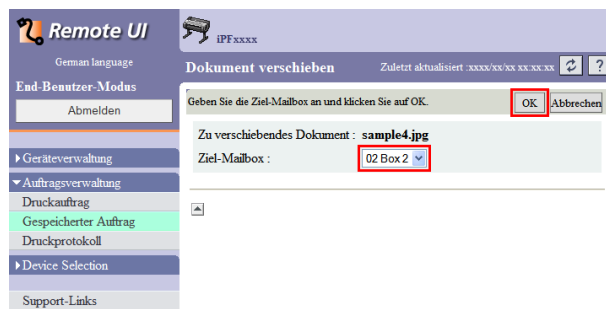 Remote UI
German language
End-Benutzer-Modus
Abmelden
Geräteverwaltung
Auftragsverwaltung
Druckauftrag
Gespeicherter Auftrag
Druckprotokoll
Device Selection
Support-Links
iPFxxxx
Dokument verschieben Zuletzt aktualisiert :xxxx/xx/xx xx:xx:xx ?
Geben Sie die Ziel-Mailbox an und klicken Sie auf OK. OK Abbrechen
Zu verschiebendes Dokument : sample4.jpg
Ziel-Mailbox : 02 Box 2